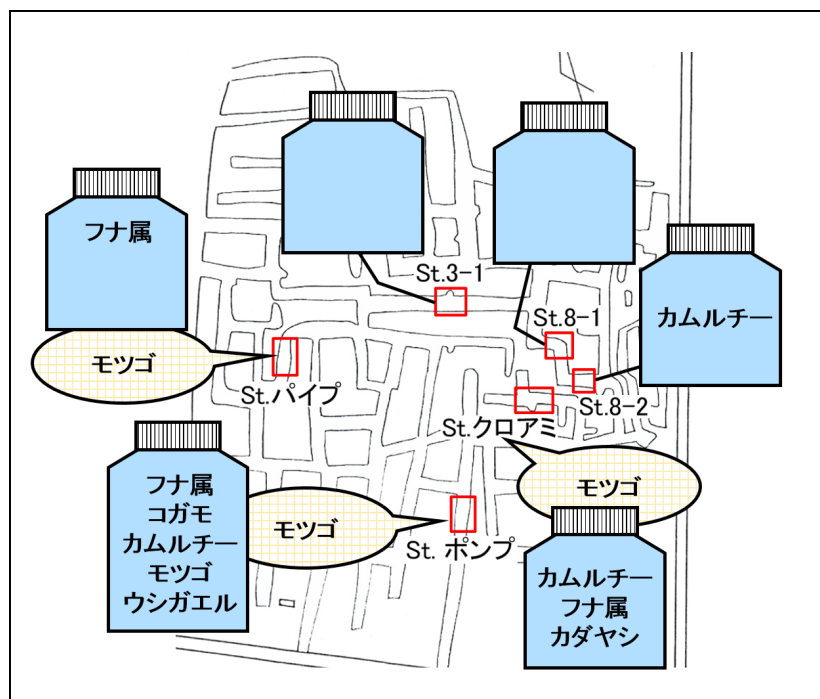 フナ属
モツゴ
St.パイプ
St.3-1
St.8-1
カムルチー
St.8-2
St.クロアミ
モツゴ
カムルチー
フナ属
カダヤシ
フナ属
コガモ
カムルチー
モツゴ
ウシガエル
モツゴ
St. ポンプ